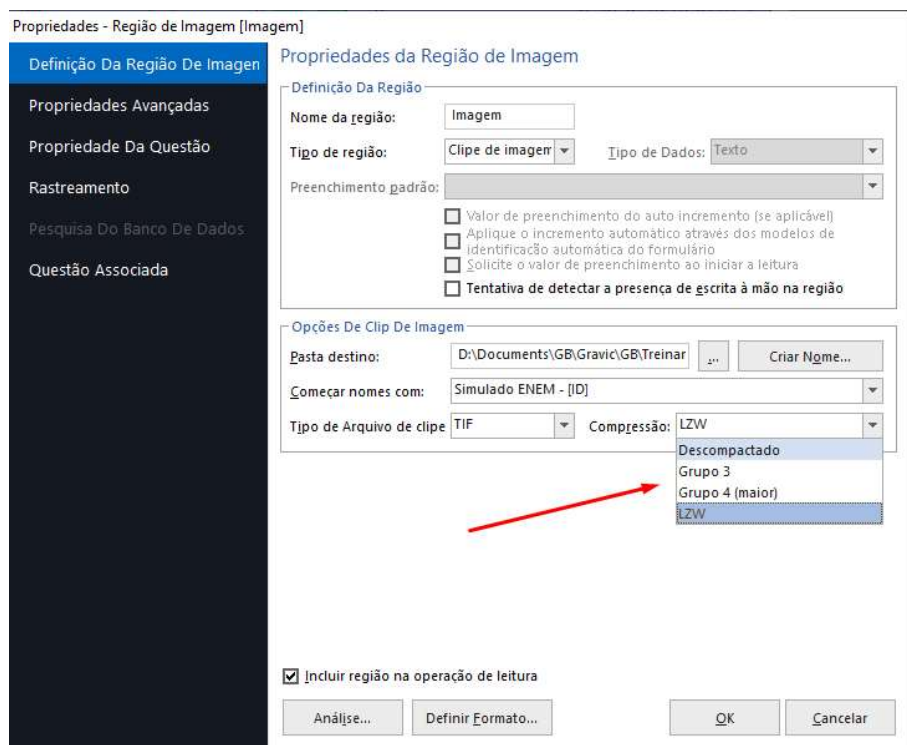 Propriedades - Região de Imagem [Imagem]
Definição Da Região De Imagen
Propriedades Avançadas
Propriedade Da Questão
Rastreamento
Pesquisa Do Banco De Dados
Questão Associada
Propriedades da Região de Imagem
Definição Da Região
Nome da região: Imagem
Tipo de região: Clipe de imagem Tipo de Dados: Texto
Preenchimento padrão:
Valor de preenchimento do auto incremento (se aplicável)
Aplique o incremento automático através dos modelos de
identificação automática do formulário
Solicite o valor de preenchimento ao iniciar a leitura
Tentativa de detectar a presença de escrita à mão na região
Opções De Clip De Imagem
Pasta destino: D:\Documents\GB\Gravic\GB\Treinar ... Criar Nome...
Começar nomes com: Simulado ENEM - [ID]
Tipo de Arquivo de clipe TIF Compressão: LZW
Descompactado
Grupo 3
Grupo 4 (maior)
LZW
Incluir região na operação de leitura
Análise... Definir Formato... OK Cancelar